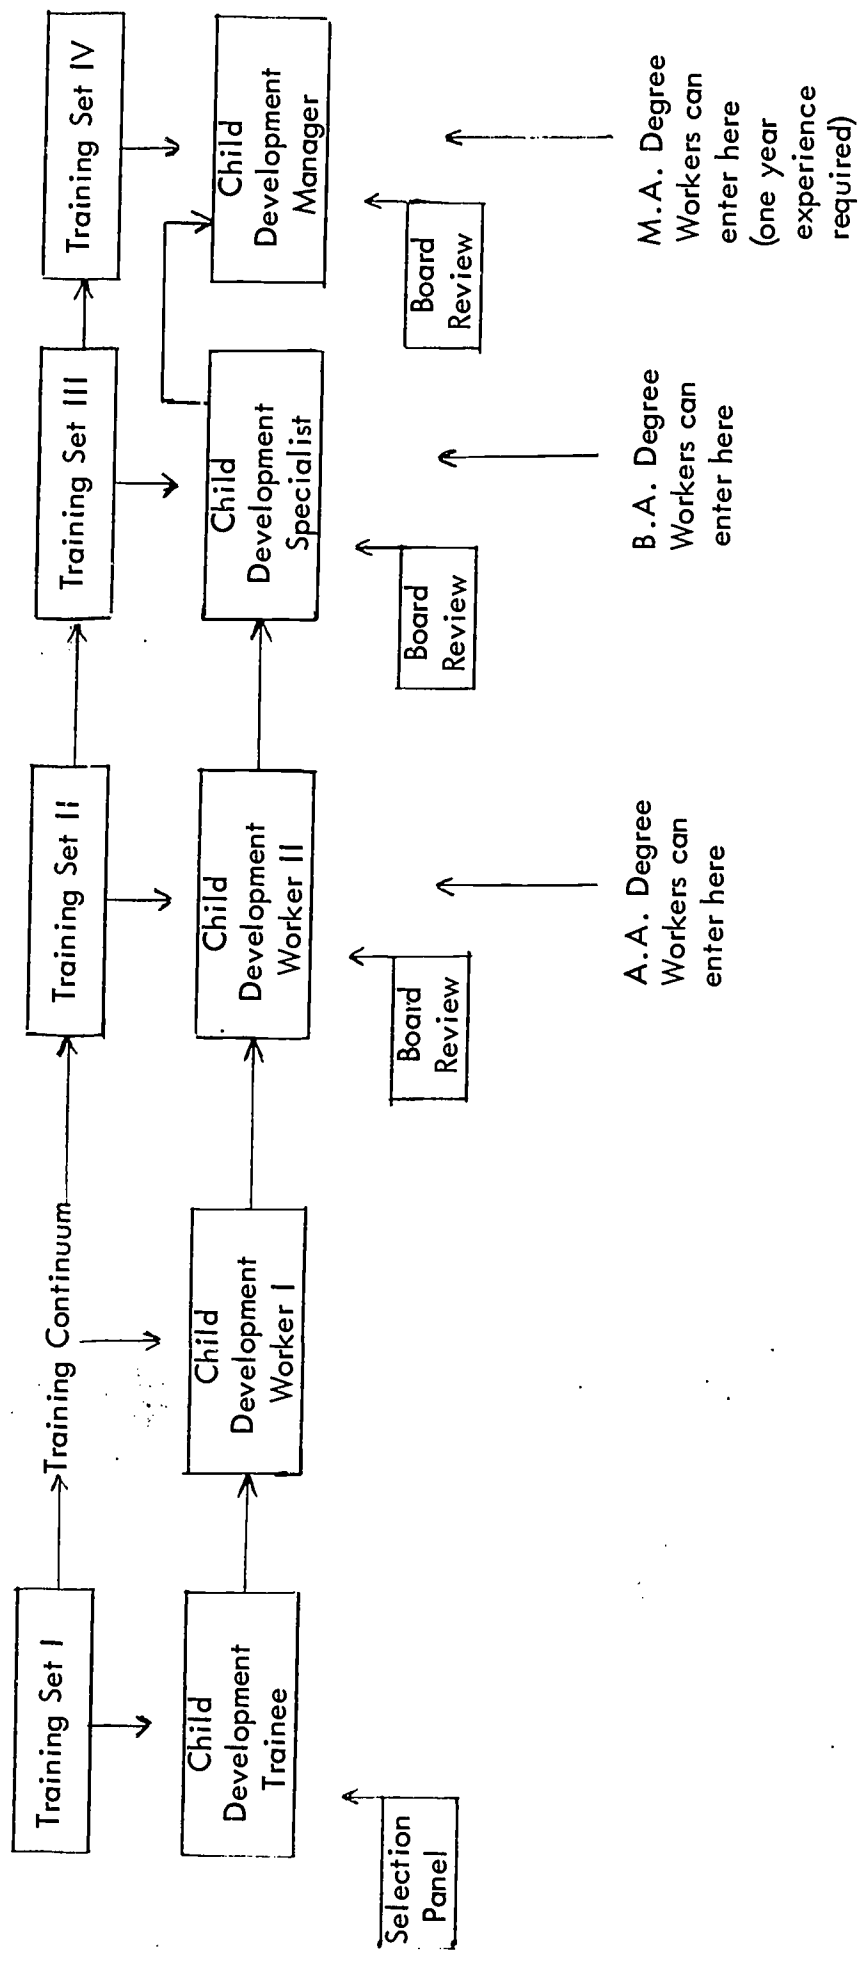 Training Set I
Training Continuum
Training Set II
Training Set III
Training Set IV
Child
Development
Trainee
Child
Development
Worker I
Child
Development
Worker II
Child
Development
Specialist
Child
Development
Manager
Selection
Panel
Board
Review
Board
Review
Board
Review
A.A. Degree
Workers can
enter here
B.A. Degree
Workers can
enter here
M.A. Degree
Workers can
enter here
(one year
experience
required)